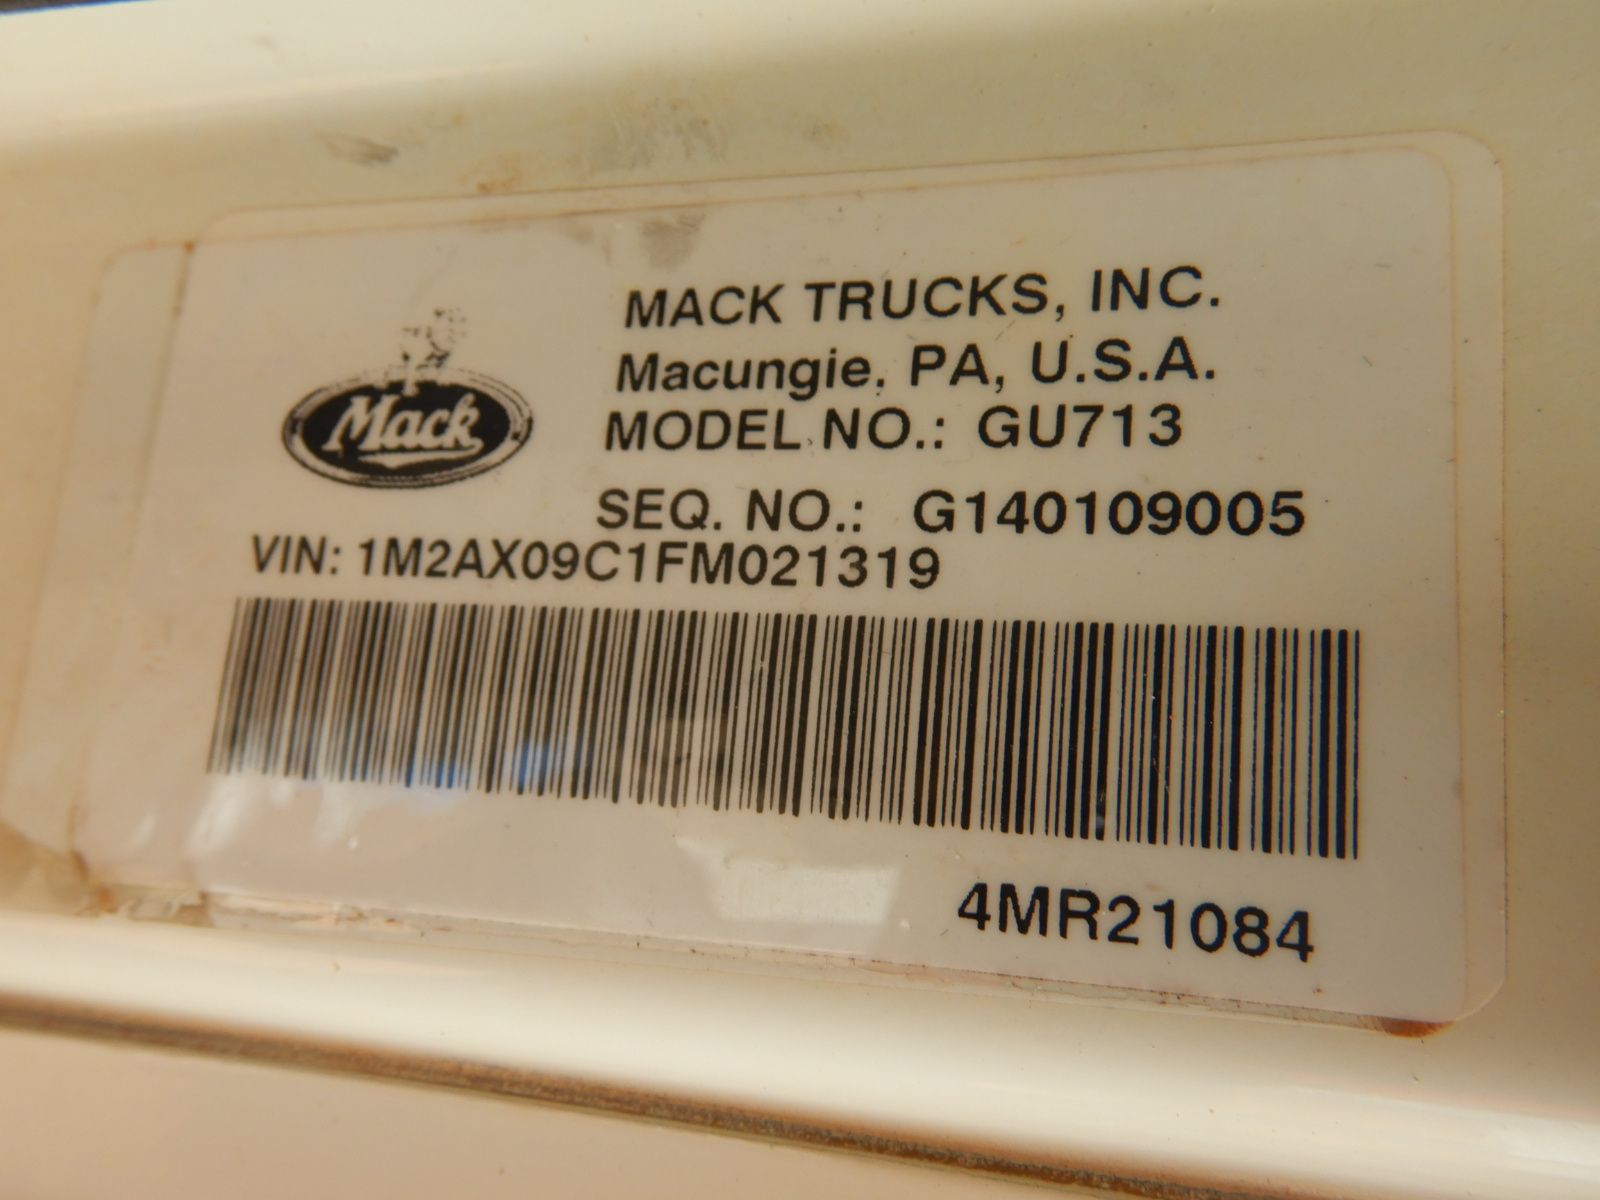 MACK TRUCKS, INC.
Macungie, PA, U.S.A.
Mack
MODEL NO.: GU713
SEQ. NO.: G140109005
VIN: 1M2AX09C1FM021319
4MR21084